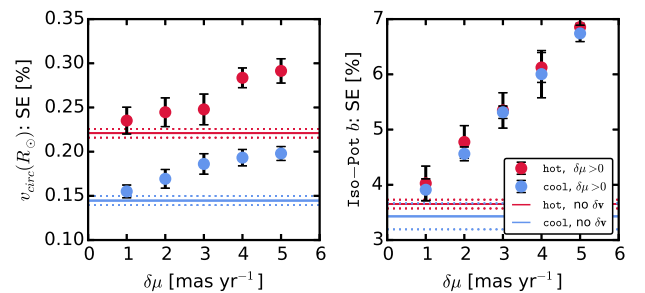 0.35
0.30
0.25
0.20
0.15
0.10
v_circ(R_⊙): SE [%]
0 1 2 3 4 5 6
δμ [mas yr⁻¹]
7
6
5
4
3
Iso−Pot b: SE [%]
hot, δμ>0
cool, δμ>0
hot, no δv
cool, no δv
0 1 2 3 4 5 6
δμ [mas yr⁻¹]